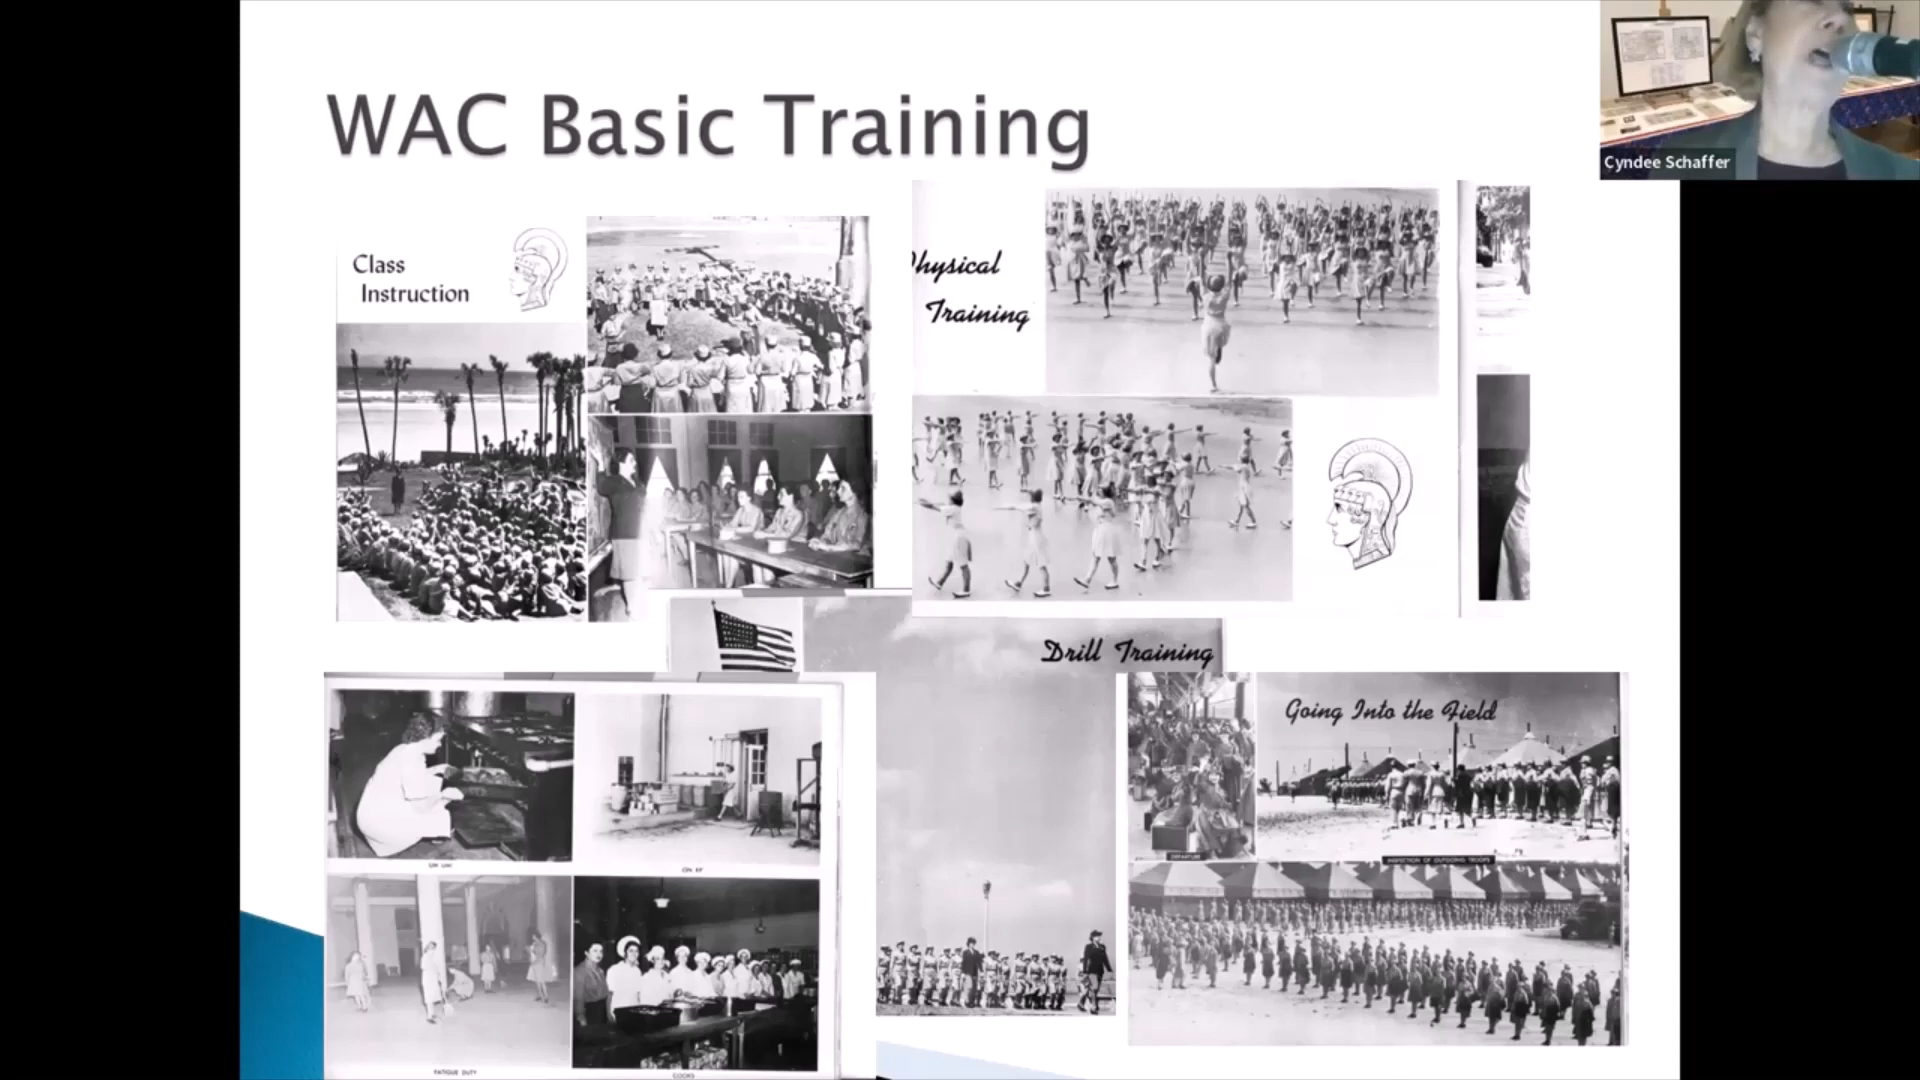 WAC Basic Training
Cyndee Schaffer
Class
Instruction
Physical
Training
Drill Training
Going Into the Field
DEPARTURE
INSPECTION OF OUTGOING TROOPS
ON KP
FATIGUE DUTY
COOKS